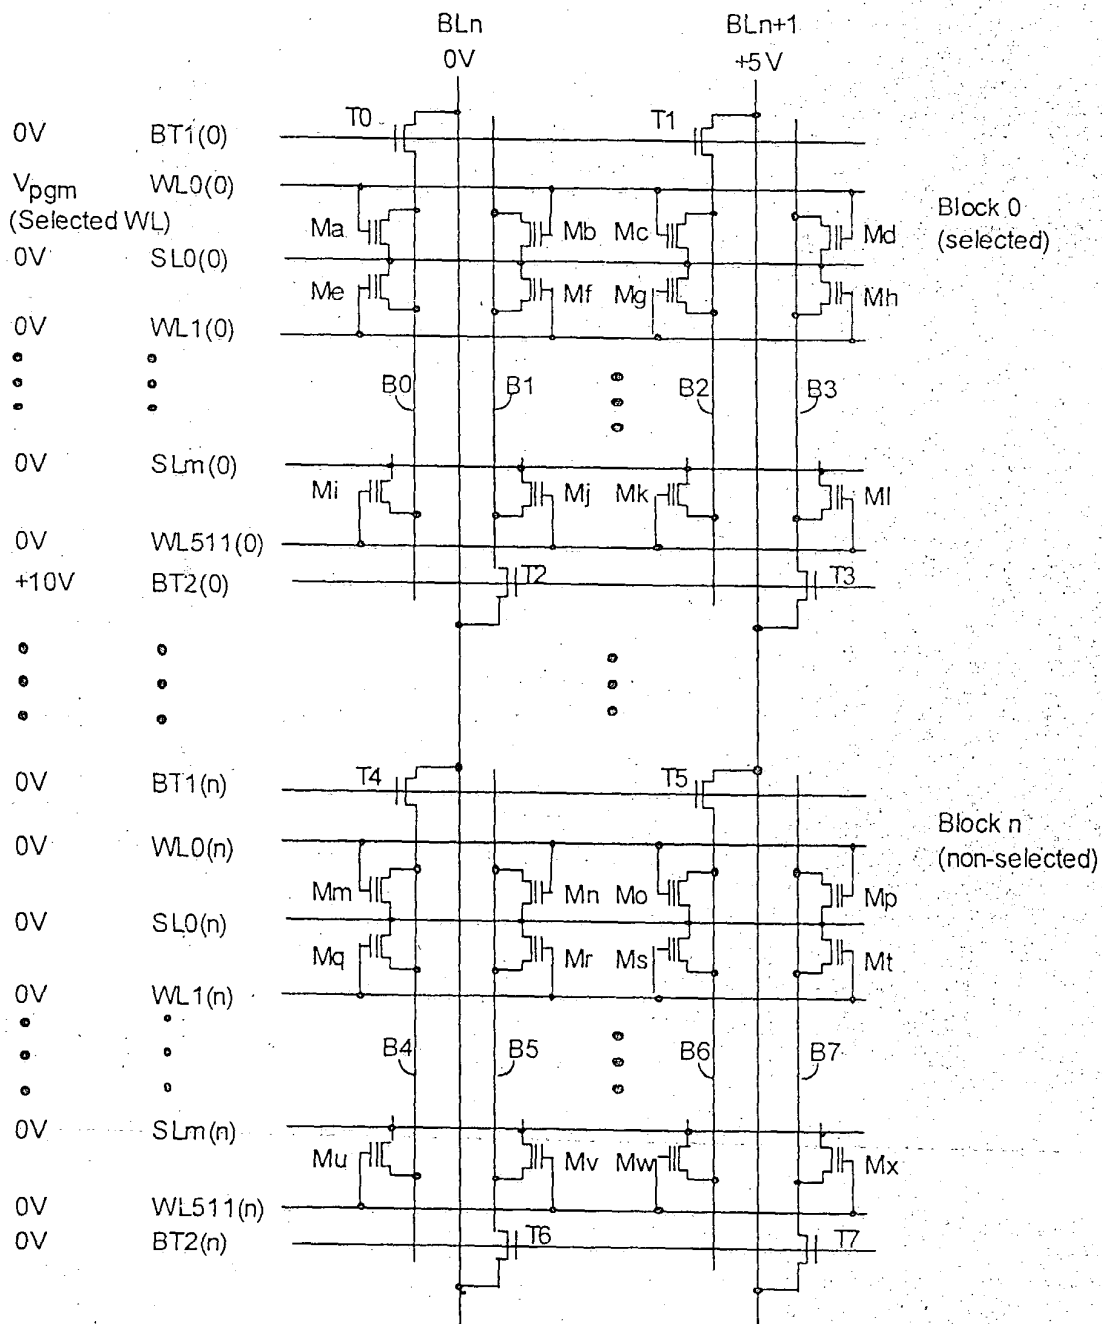 BLn BLn+1
0V +5V
T0 T1
0V BT1(0)
Vpgm WL0(0)
(Selected WL)
Block 0
(selected)
Ma Mb Mc Md
0V SL0(0)
Me Mf Mg Mh
0V WL1(0)
B0 B1 B2 B3
0V SLm(0)
Mi Mj Mk Ml
0V WL511(0)
+10V BT2(0) T2 T3
0V BT1(n) T4 T5
0V WL0(n)
Block n
(non-selected)
Mm Mn Mo Mp
0V SL0(n)
Mq Mr Ms Mt
0V WL1(n)
B4 B5 B6 B7
0V SLm(n)
Mu Mv Mw Mx
0V WL511(n)
0V BT2(n) T6 T7